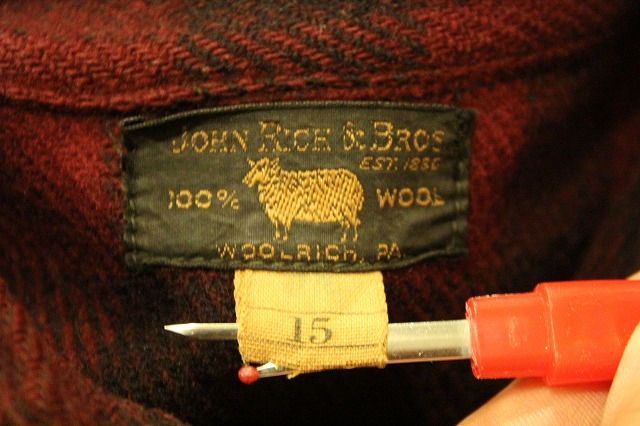 JOHN RICH & BROS
EST. 1830
100% WOOL
WOOLRICH, PA.
15